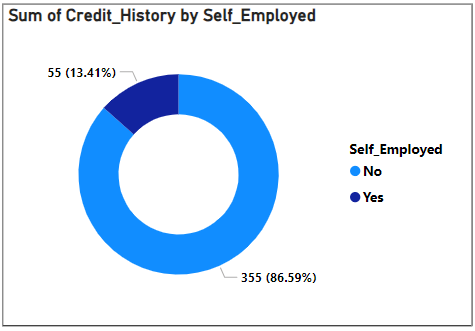 Sum of Credit_History by Self_Employed
55 (13.41%)
Self_Employed
No
Yes
355 (86.59%)